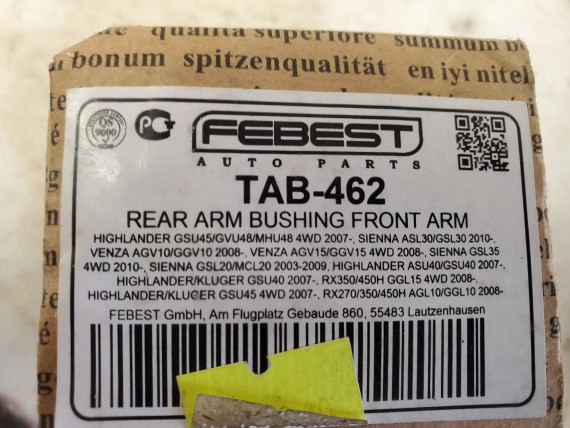 qualita superiore summum b
bonum spitzenqualität en iyi nitel
QS 9000
FEBEST
AUTO PARTS
TAB-462
REAR ARM BUSHING FRONT ARM
HIGHLANDER GSU45/GVU48/MHU48 4WD 2007-, SIENNA ASL30/GSL30 2010-,
VENZA AGV10/GGV10 2008-, VENZA AGV15/GGV15 4WD 2008-, SIENNA GSL35
4WD 2010-, SIENNA GSL20/MCL20 2003-2009, HIGHLANDER ASU40/GSU40 2007-,
HIGHLANDER/KLUGER GSU40 2007-, RX350/450H GGL15 4WD 2008-,
HIGHLANDER/KLUGER GSU45 4WD 2007-, RX270/350/450H AGL10/GGL10 2008-
FEBEST GmbH, Am Flugplatz Gebaude 860, 55483 Lautzenhausen